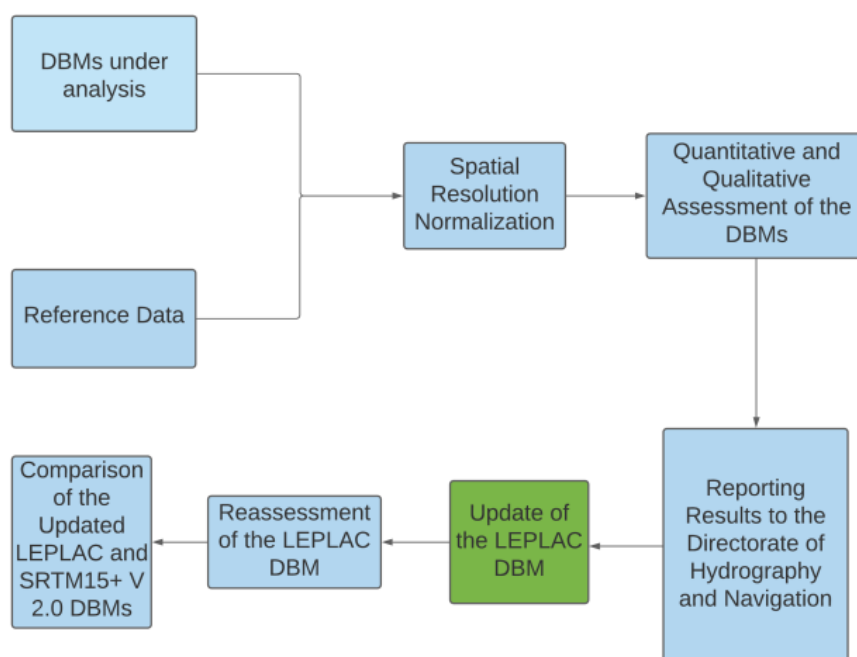 DBMs under
analysis
Reference Data
Spatial
Resolution
Normalization
Quantitative and
Qualitative
Assessment of the
DBMs
Reporting
Results to the
Directorate of
Hydrography
and Navigation
Update of
the LEPLAC
DBM
Reassessment
of the LEPLAC
DBM
Comparison
of the
Updated
LEPLAC and
SRTM15+ V
2.0 DBMs